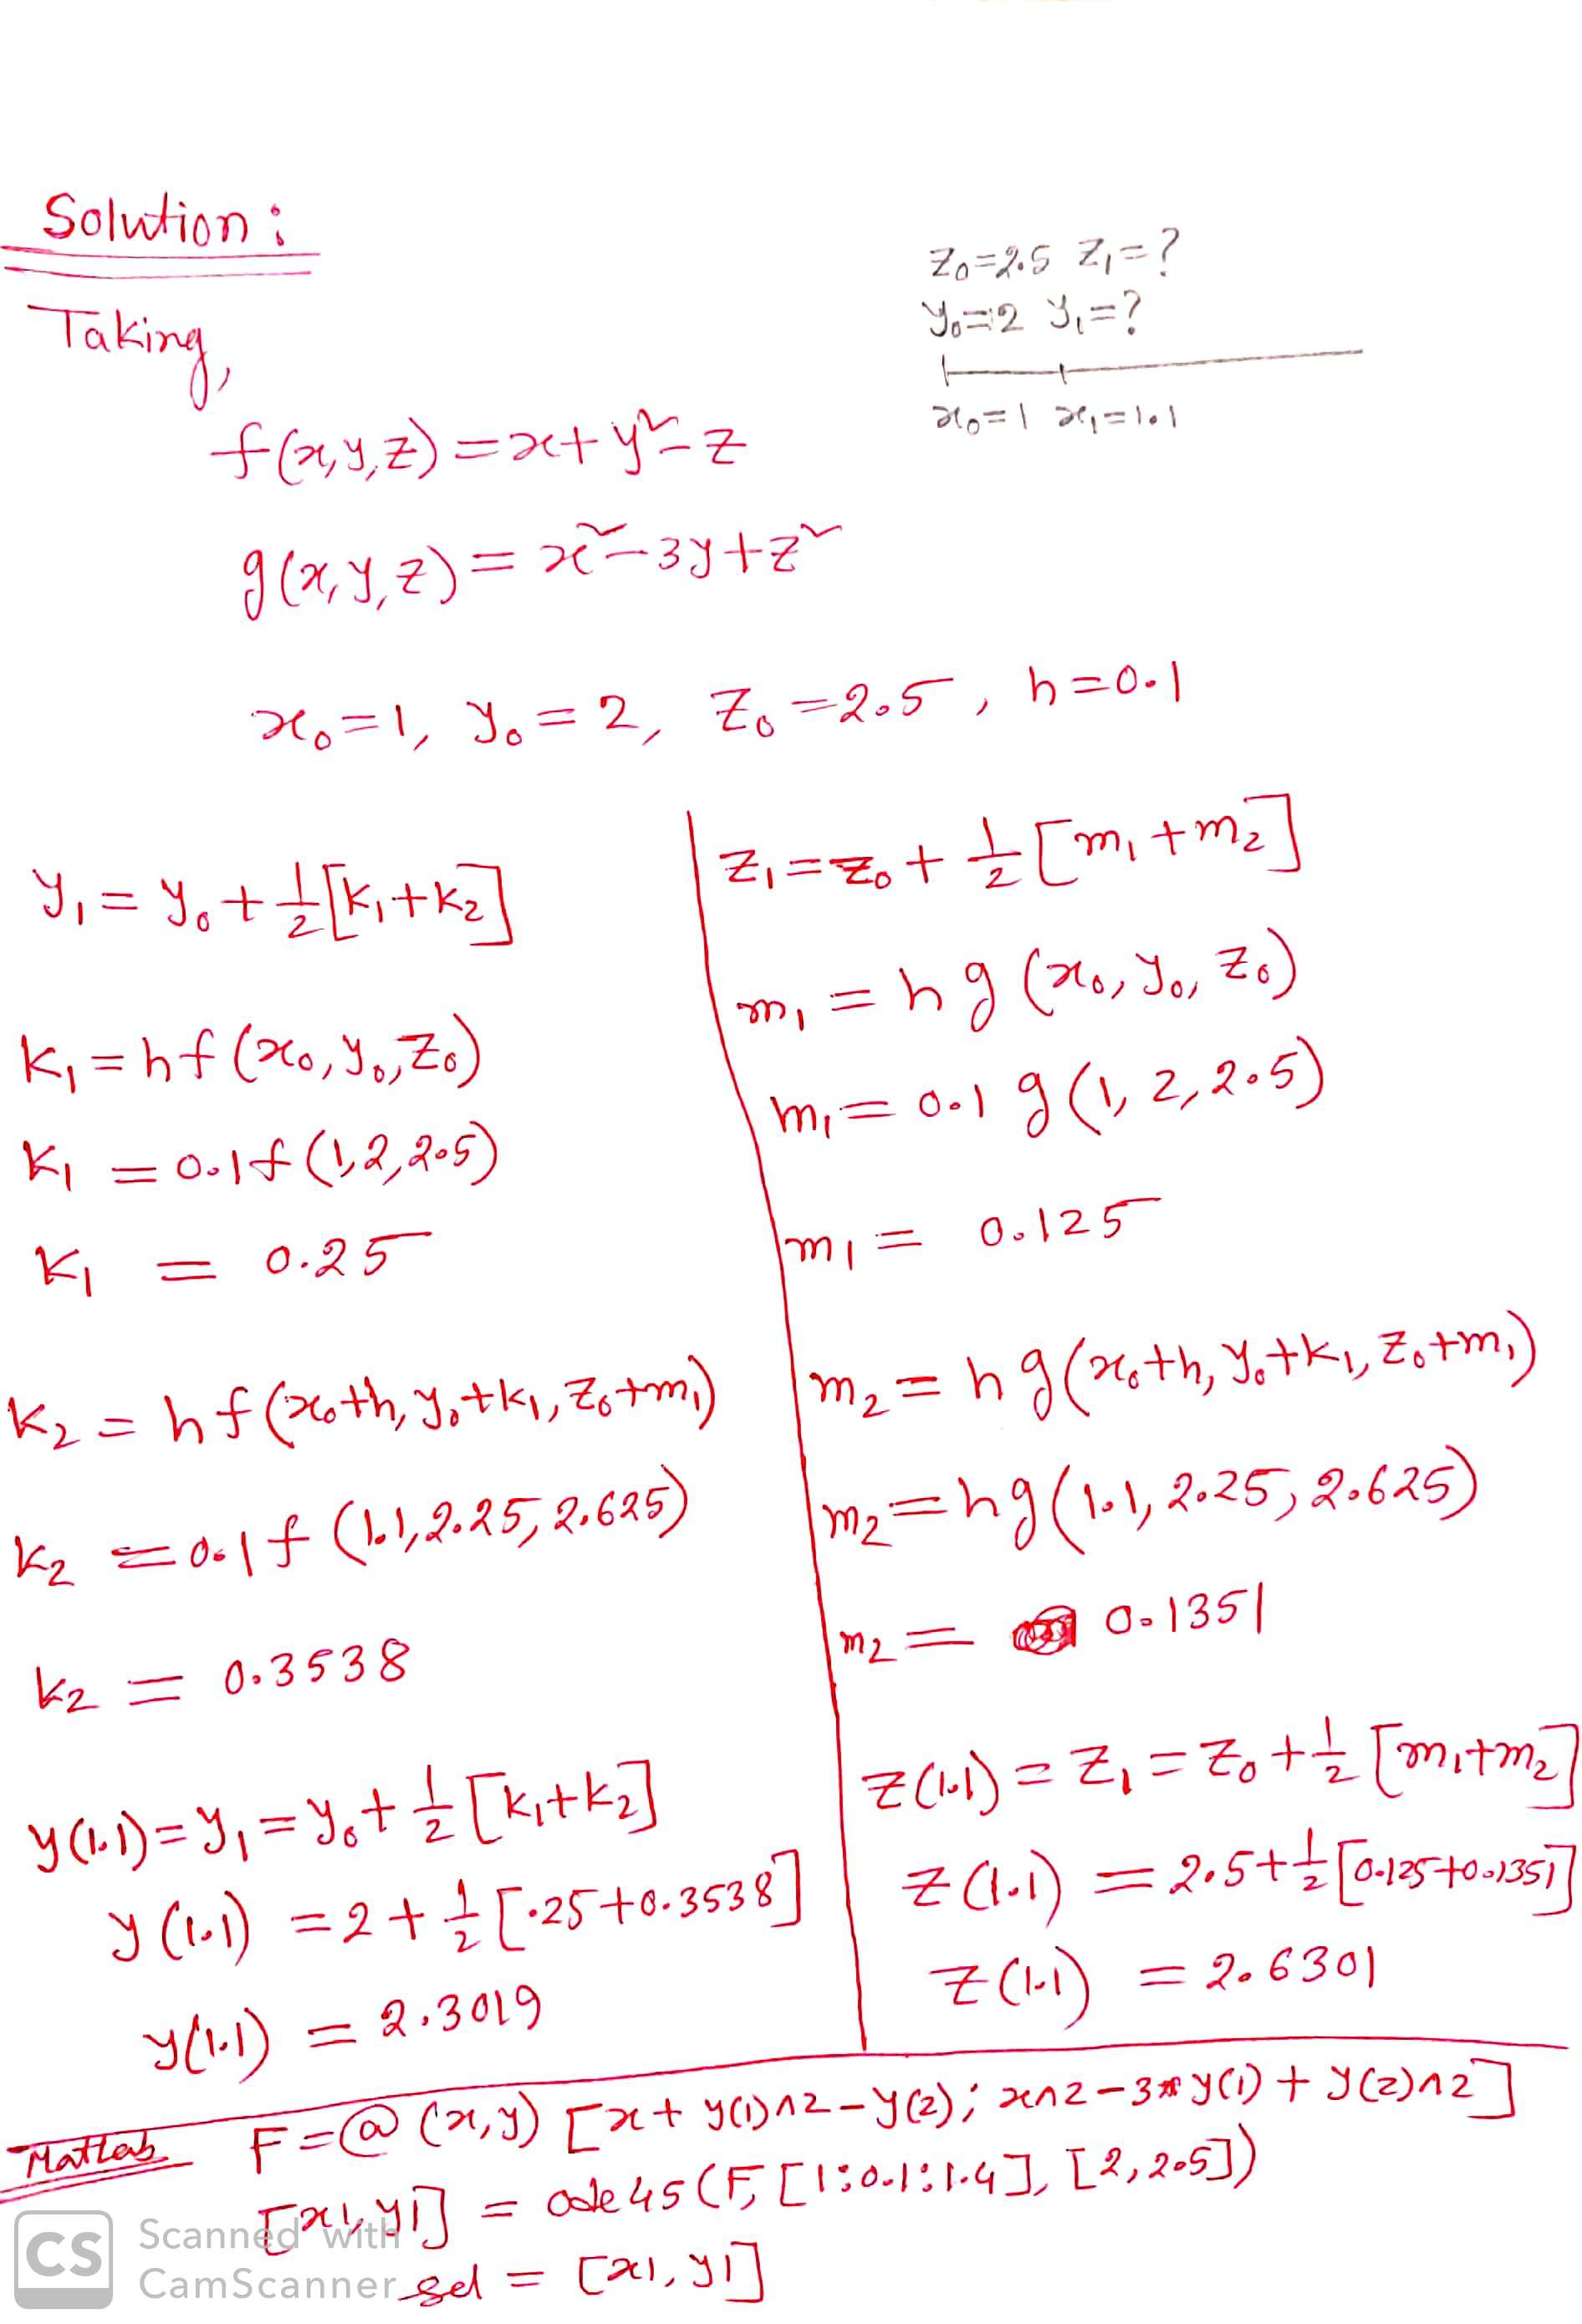 Solution :
z₀=2.5 z₁=?
y₀=2 y₁=?
x₀=1 x₁=1.1
Taking,
f(x,y,z) = x+y²-z
g(x,y,z) = x²-3y+z²
x₀=1, y₀=2, z₀=2.5, h=0.1
y₁ = y₀ + 1/2 [k₁+k₂]
k₁ = hf(x₀,y₀,z₀)
k₁ = 0.1f(1,2,2.5)
k₁ = 0.25
k₂ = hf(x₀+h, y₀+k₁, z₀+m₁)
k₂ = 0.1f (1.1,2.25,2.625)
k₂ = 0.3538
y(1.1) = y₁ = y₀ + 1/2 [k₁+k₂]
y(1.1) = 2 + 1/2 [.25+0.3538]
y(1.1) = 2.3019
z₁ = z₀ + 1/2 [m₁+m₂]
m₁ = hg (x₀,y₀,z₀)
m₁ = 0.1 g(1,2,2.5)
m₁ = 0.125
m₂ = hg(x₀+h, y₀+k₁, z₀+m₁)
m₂ = hg(1.1,2.25,2.625)
m₂ = 0.1351
z(1.1) = z₁ = z₀ + 1/2 [m₁+m₂]
z(1.1) = 2.5 + 1/2 [0.125+0.1351]
z(1.1) = 2.6301
Matlab F=@(x,y) [x+y(1)^2-y(2); x^2-3*y(1)+y(2)^2]
[x1,y1] = ode45(F,[1:0.1:1.4],[2,2.5])
sol = [x1,y1]
CS Scanned with
CamScanner